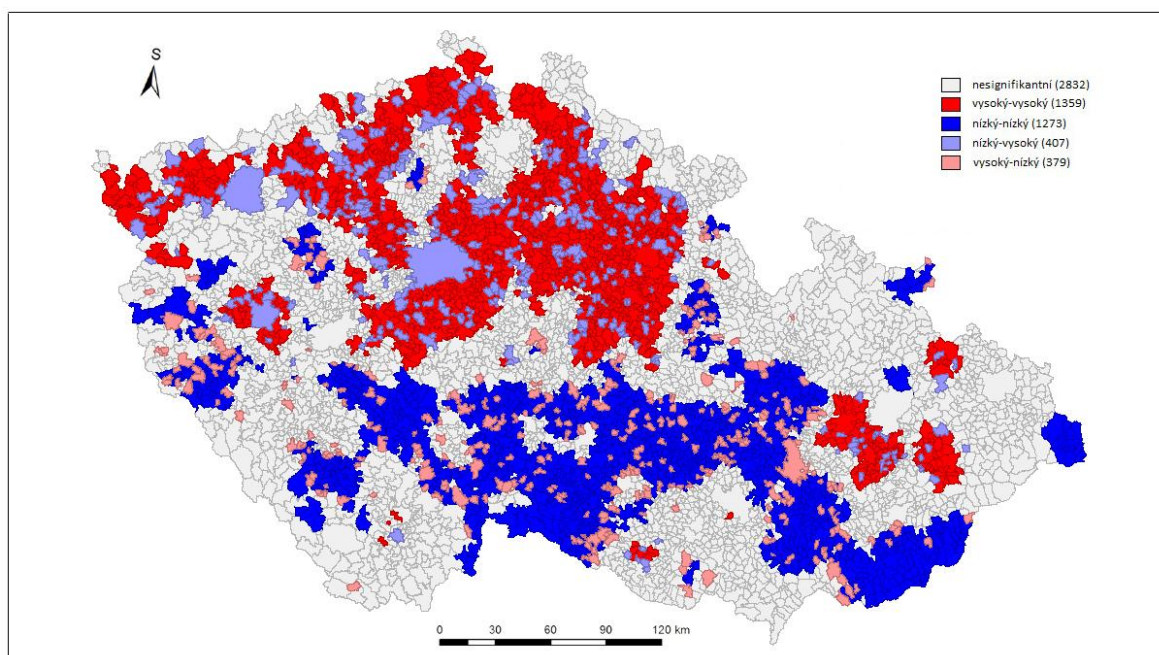 S
nesignifikantní (2832)
vysoký-vysoký (1359)
nízký-nízký (1273)
nízký-vysoký (407)
vysoký-nízký (379)
0 30 60 90 120 km